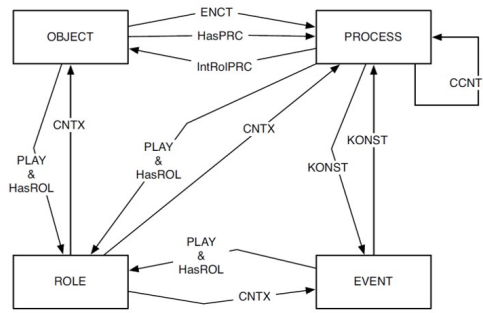 ENCT
OBJECT
HasPRC
PROCESS
IntRolPRC
CCNT
CNTX
CNTX
KONST
PLAY
&
HasROL
PLAY
&
HasROL
KONST
PLAY
&
HasROL
ROLE
EVENT
CNTX